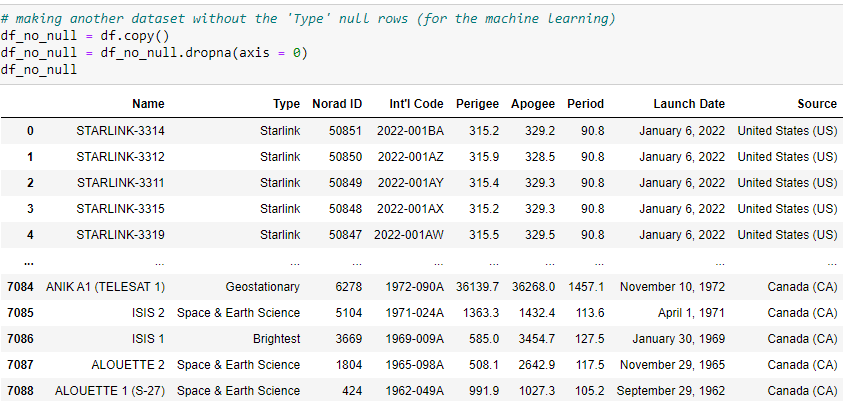 # making another dataset without the 'Type' null rows (for the machine learning)
df_no_null = df.copy()
df_no_null = df_no_null.dropna(axis = 0)
df_no_null
Name Type Norad ID Int'l Code Perigee Apogee Period Launch Date Source
0 STARLINK-3314 Starlink 50851 2022-001BA 315.2 329.2 90.8 January 6, 2022 United States (US)
1 STARLINK-3312 Starlink 50850 2022-001AZ 315.9 328.5 90.8 January 6, 2022 United States (US)
2 STARLINK-3311 Starlink 50849 2022-001AY 315.4 329.3 90.8 January 6, 2022 United States (US)
3 STARLINK-3315 Starlink 50848 2022-001AX 315.2 329.3 90.8 January 6, 2022 United States (US)
4 STARLINK-3319 Starlink 50847 2022-001AW 315.5 329.5 90.8 January 6, 2022 United States (US)
... ... ... ... ... ... ... ... ... ...
7084 ANIK A1 (TELESAT 1) Geostationary 6278 1972-090A 36139.7 36268.0 1457.1 November 10, 1972 Canada (CA)
7085 ISIS 2 Space & Earth Science 5104 1971-024A 1363.3 1432.4 113.6 April 1, 1971 Canada (CA)
7086 ISIS 1 Brightest 3669 1969-009A 585.0 3454.7 127.5 January 30, 1969 Canada (CA)
7087 ALOUETTE 2 Space & Earth Science 1804 1965-098A 508.1 2642.9 117.5 November 29, 1965 Canada (CA)
7088 ALOUETTE 1 (S-27) Space & Earth Science 424 1962-049A 991.9 1027.3 105.2 September 29, 1962 Canada (CA)